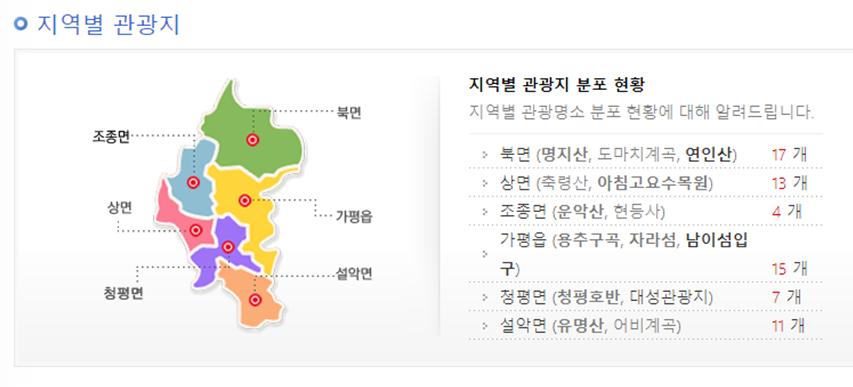 지역별 관광지
북면
조종면
상면
가평읍
설악면
청평면
지역별 관광지 분포 현황
지역별 관광명소 분포 현황에 대해 알려드립니다.
북면 (명지산, 도마치계곡, 연인산) 17 개
상면 (축령산, 아침고요수목원) 13 개
조종면 (운악산, 현등사) 4 개
가평읍 (용추구곡, 자라섬, 남이섬입
구) 15 개
청평면 (청평호반, 대성관광지) 7 개
설악면 (유명산, 어비계곡) 11 개